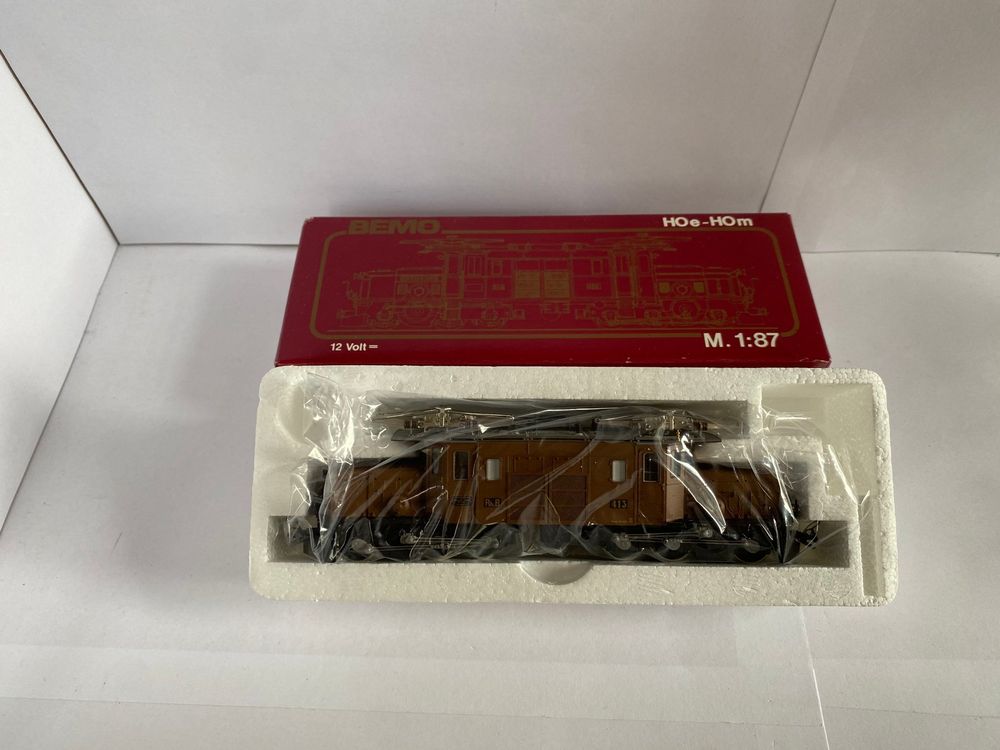 BEMO
HOe-HOm
12 Volt =
M. 1:87
RhB
413